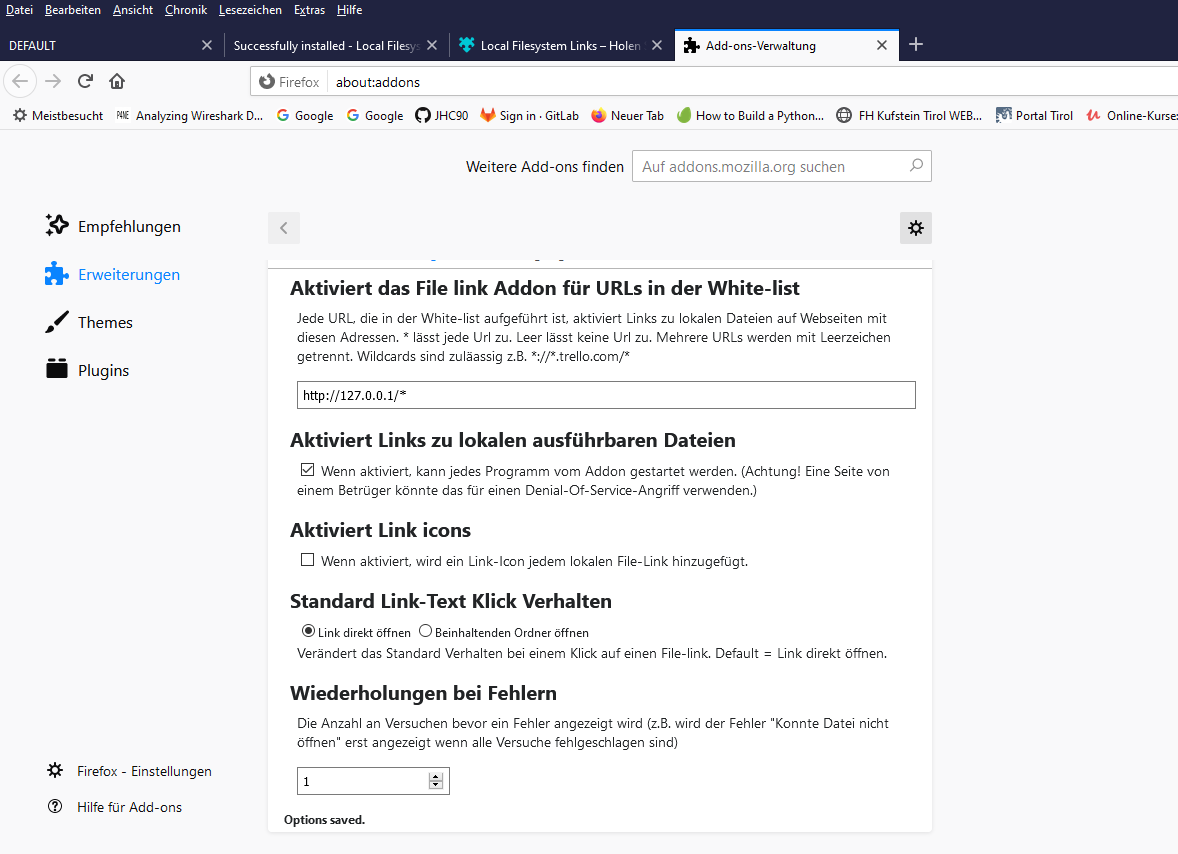 Datei Bearbeiten Ansicht Chronik Lesezeichen Extras Hilfe
DEFAULT
Successfully installed - Local Filesys
Local Filesystem Links – Holen
Add-ons-Verwaltung
Firefox about:addons
Meistbesucht
PANE Analyzing Wireshark D...
Google
Google
JHC90
Sign in · GitLab
Neuer Tab
How to Build a Python...
FH Kufstein Tirol WEB...
Portal Tirol
Online-Kurse
Weitere Add-ons finden
Auf addons.mozilla.org suchen
Empfehlungen
Erweiterungen
Themes
Plugins
Aktiviert das File link Addon für URLs in der White-list
Jede URL, die in der White-list aufgeführt ist, aktiviert Links zu lokalen Dateien auf Webseiten mit
diesen Adressen. * lässt jede Url zu. Leer lässt keine Url zu. Mehrere URLs werden mit Leerzeichen
getrennt. Wildcards sind zuläassig z.B. *://*.trello.com/*
http://127.0.0.1/*
Aktiviert Links zu lokalen ausführbaren Dateien
Wenn aktiviert, kann jedes Programm vom Addon gestartet werden. (Achtung! Eine Seite von
einem Betrüger könnte das für einen Denial-Of-Service-Angriff verwenden.)
Aktiviert Link icons
Wenn aktiviert, wird ein Link-Icon jedem lokalen File-Link hinzugefügt.
Standard Link-Text Klick Verhalten
Link direkt öffnen Beinhaltenden Ordner öffnen
Verändert das Standard Verhalten bei einem Klick auf einen File-link. Default = Link direkt öffnen.
Wiederholungen bei Fehlern
Die Anzahl an Versuchen bevor ein Fehler angezeigt wird (z.B. wird der Fehler "Konnte Datei nicht
öffnen" erst angezeigt wenn alle Versuche fehlgeschlagen sind)
1
Options saved.
Firefox - Einstellungen
Hilfe für Add-ons